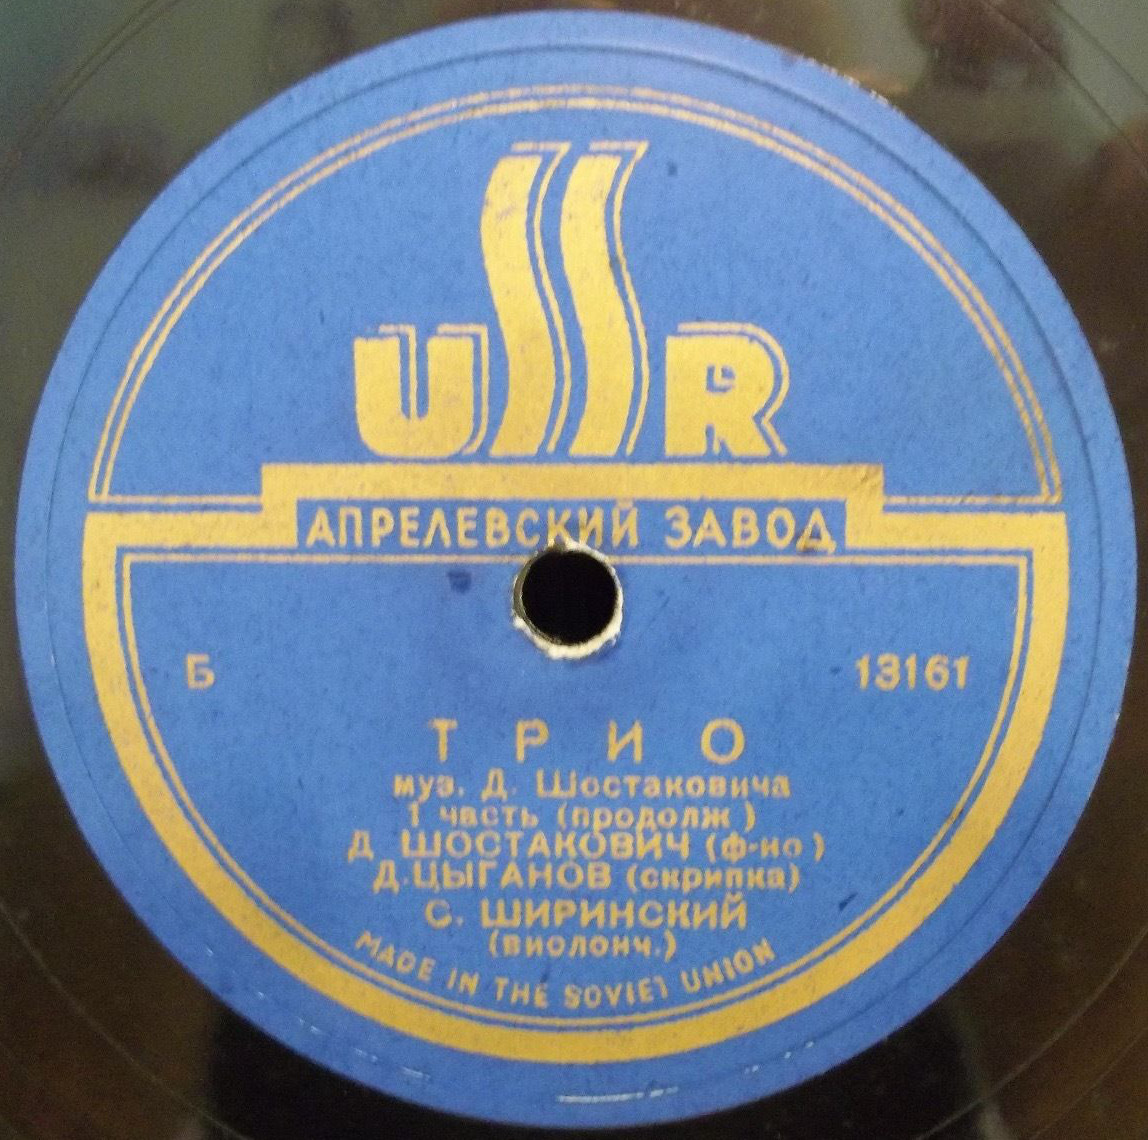 USSR
АПРЕЛЕВСКИЙ ЗАВОД
Б 13161
ТРИО
муз. Д. Шостаковича
1 часть (продолж)
Д ШОСТАКОВИЧ (ф-но)
Д.ЦЫГАНОВ (скрипка)
С. ШИРИНСКИЙ
(виолонч.)
MADE IN THE SOVIET UNION